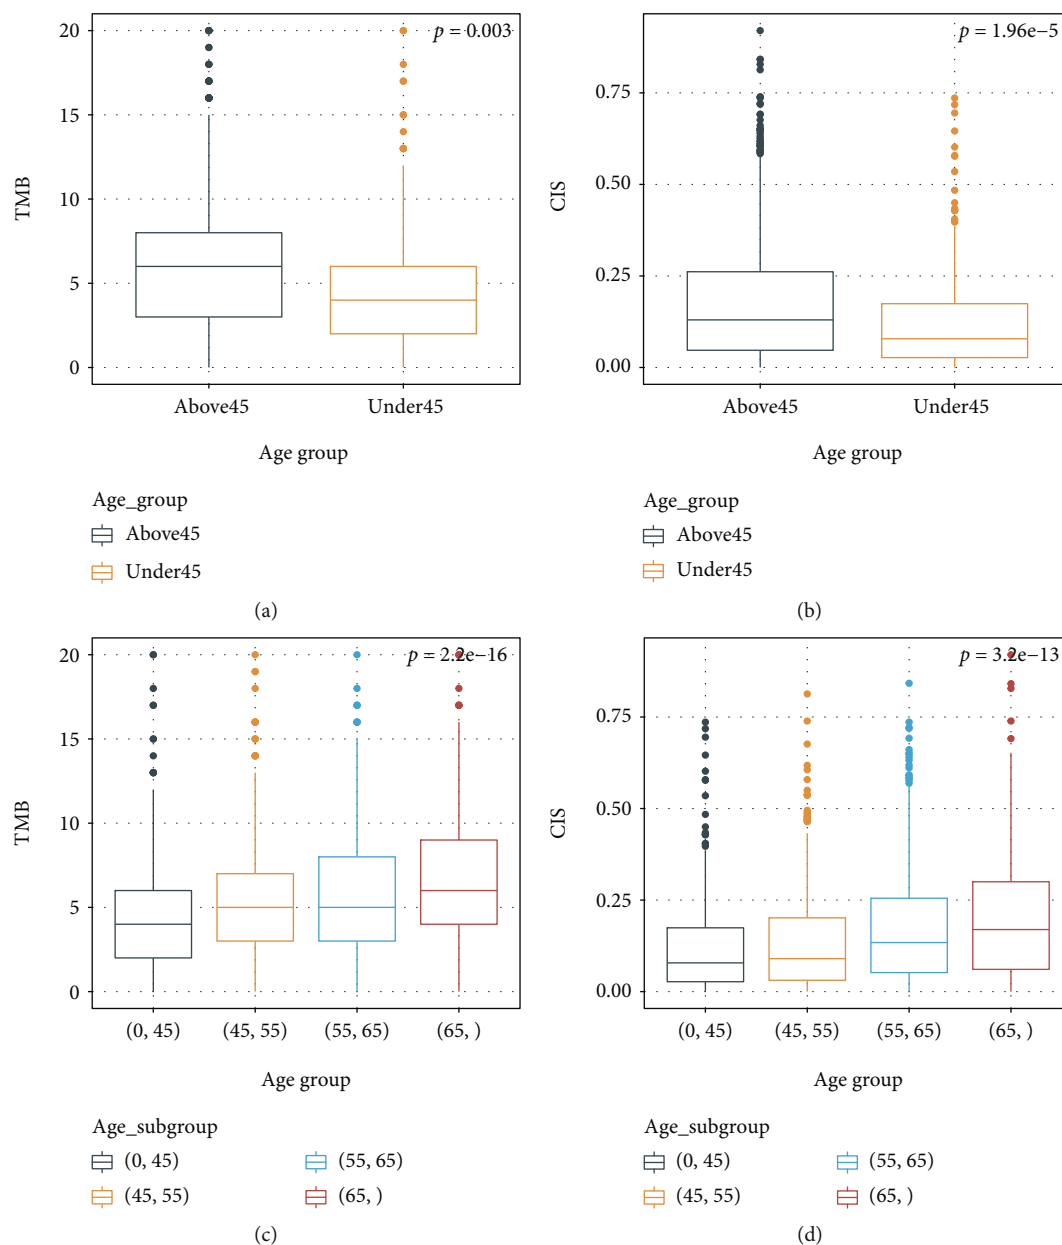 20
15
10
5
0
TMB
p = 0.003
Above45
Under45
Age group
Age_group
Above45
Under45
(a)
0.75
0.50
0.25
0.00
CIS
p = 1.96e−5
Above45
Under45
Age group
Age_group
Above45
Under45
(b)
20
15
10
5
0
TMB
p = 2.2e−16
(0, 45)
(45, 55)
(55, 65)
(65, )
Age group
Age_subgroup
(0, 45)
(55, 65)
(45, 55)
(65, )
(c)
0.75
0.50
0.25
0.00
CIS
p = 3.2e−13
(0, 45)
(45, 55)
(55, 65)
(65, )
Age group
Age_subgroup
(0, 45)
(55, 65)
(45, 55)
(65, )
(d)